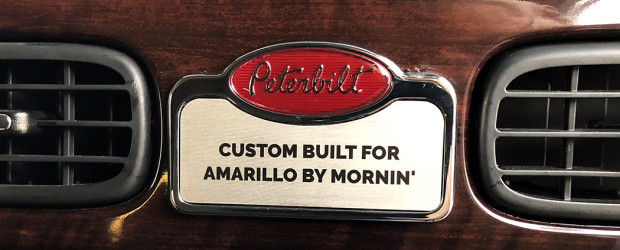 Peterbilt
CUSTOM BUILT FOR
AMARILLO BY MORNIN'